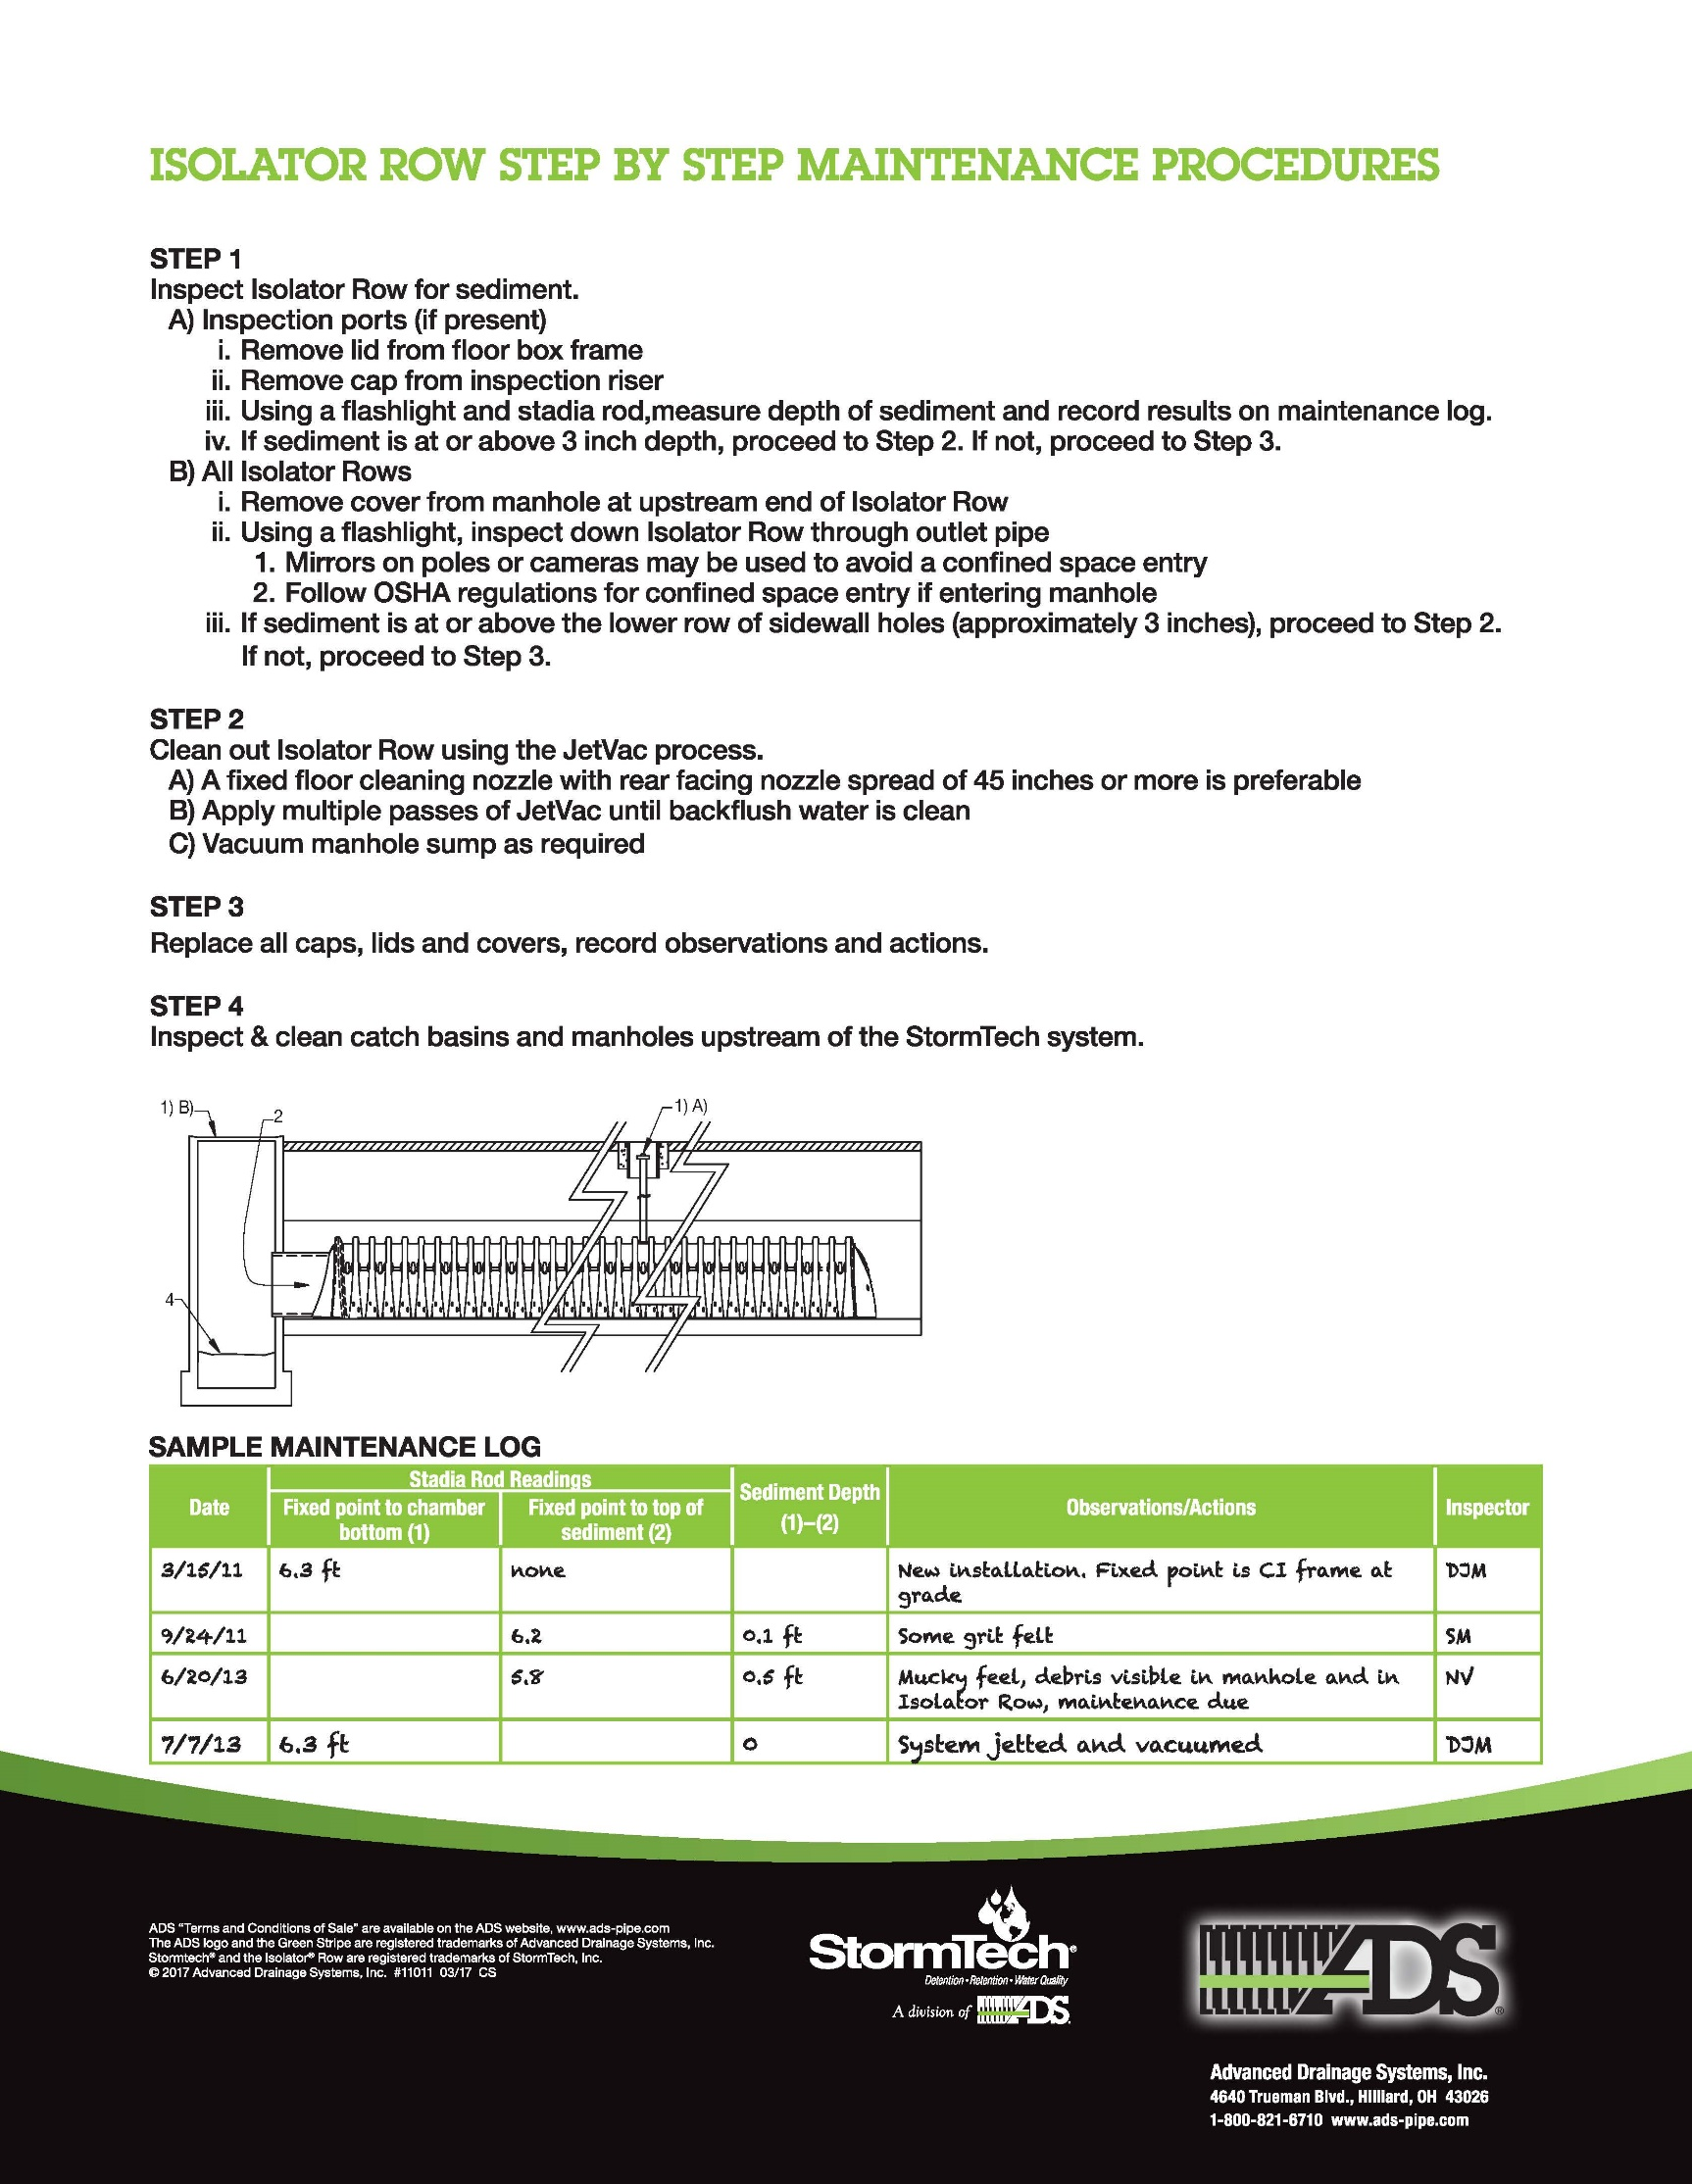 ISOLATOR ROW STEP BY STEP MAINTENANCE PROCEDURES
STEP 1
Inspect Isolator Row for sediment.
A) Inspection ports (if present)
i. Remove lid from floor box frame
ii. Remove cap from inspection riser
iii. Using a flashlight and stadia rod,measure depth of sediment and record results on maintenance log.
iv. If sediment is at or above 3 inch depth, proceed to Step 2. If not, proceed to Step 3.
B) All Isolator Rows
i. Remove cover from manhole at upstream end of Isolator Row
ii. Using a flashlight, inspect down Isolator Row through outlet pipe
1. Mirrors on poles or cameras may be used to avoid a confined space entry
2. Follow OSHA regulations for confined space entry if entering manhole
iii. If sediment is at or above the lower row of sidewall holes (approximately 3 inches), proceed to Step 2.
If not, proceed to Step 3.
STEP 2
Clean out Isolator Row using the JetVac process.
A) A fixed floor cleaning nozzle with rear facing nozzle spread of 45 inches or more is preferable
B) Apply multiple passes of JetVac until backflush water is clean
C) Vacuum manhole sump as required
STEP 3
Replace all caps, lids and covers, record observations and actions.
STEP 4
Inspect & clean catch basins and manholes upstream of the StormTech system.
1) B)
2
1) A)
4
SAMPLE MAINTENANCE LOG
Date
Stadia Rod Readings
Fixed point to chamber
bottom (1)
Fixed point to top of
sediment (2)
Sediment Depth
(1)–(2)
Observations/Actions
Inspector
3/15/11 6.3 ft none New installation. Fixed point is CI frame at DJM
grade
9/24/11 6.2 0.1 ft Some grit felt SM
6/20/13 5.8 0.5 ft Mucky feel, debris visible in manhole and in NV
Isolator Row, maintenance due
7/7/13 6.3 ft 0 System jetted and vacuumed DJM
ADS "Terms and Conditions of Sale" are available on the ADS website, www.ads-pipe.com
The ADS logo and the Green Stripe are registered trademarks of Advanced Drainage Systems, Inc.
Stormtech® and the Isolator® Row are registered trademarks of StormTech, Inc.
© 2017 Advanced Drainage Systems, Inc. #11011 03/17 CS
StormTech®
Detention • Retention • Water Quality
A division of ADS
ADS®
Advanced Drainage Systems, Inc.
4640 Trueman Blvd., Hilliard, OH 43026
1-800-821-6710 www.ads-pipe.com